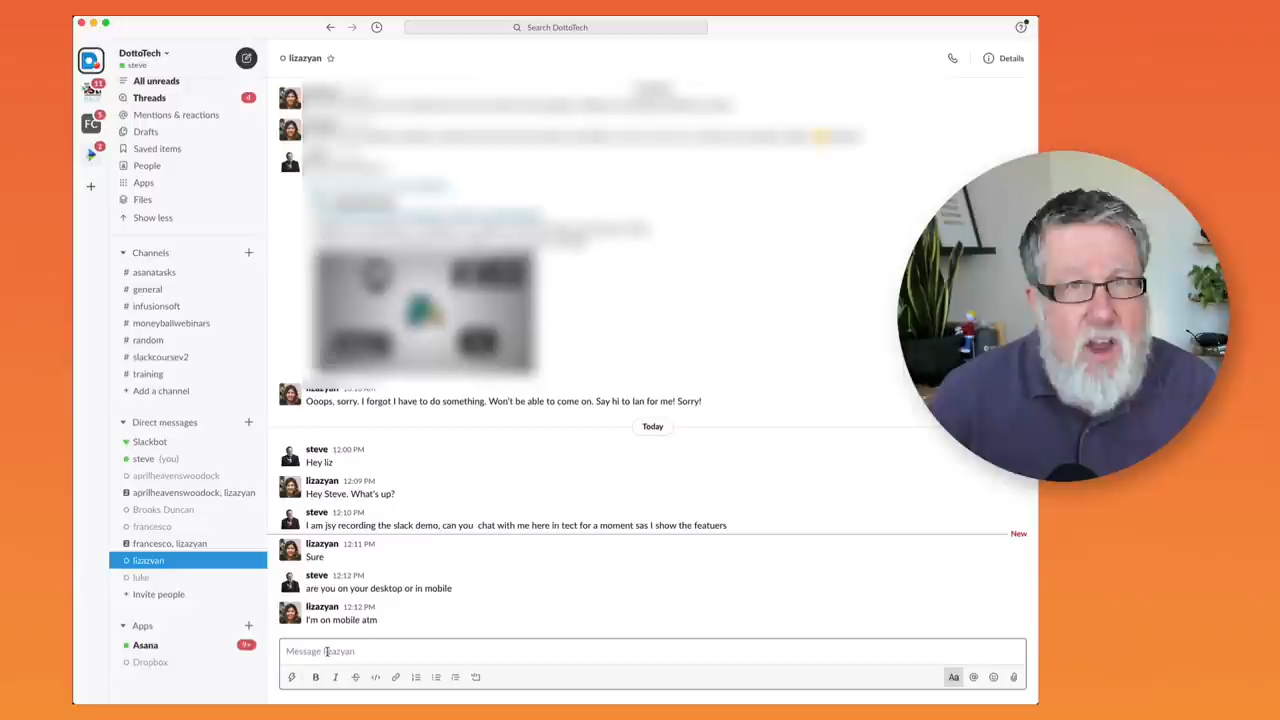 Search DottoTech
DottoTech
steve
All unreads
Threads 4
Mentions & reactions
Drafts
Saved items
People
Apps
Files
Show less
11
FC 5
2
Channels
# asanatasks
# general
# infusionsoft
# moneyballwebinars
# random
# slackcoursev2
# training
+ Add a channel
Direct messages
Slackbot
steve (you)
aprilheavenswoodock
2 aprilheavenswoodock, lizazyan
Brooks Duncan
francesco
2 francesco, lizazyan
lizazyan
luke
+ Invite people
Apps
Asana 9+
Dropbox
lizazyan
Details
Ooops, sorry. I forgot I have to do something. Won't be able to come on. Say hi to Ian for me! Sorry!
Today
steve 12:00 PM
Hey liz
lizazyan 12:09 PM
Hey Steve. What's up?
steve 12:10 PM
I am jsy recording the slack demo, can you chat with me here in tect for a moment sas I show the featuers
New
lizazyan 12:11 PM
Sure
steve 12:12 PM
are you on your desktop or in mobile
lizazyan 12:12 PM
I'm on mobile atm
Message lizazyan
B I S Aa @